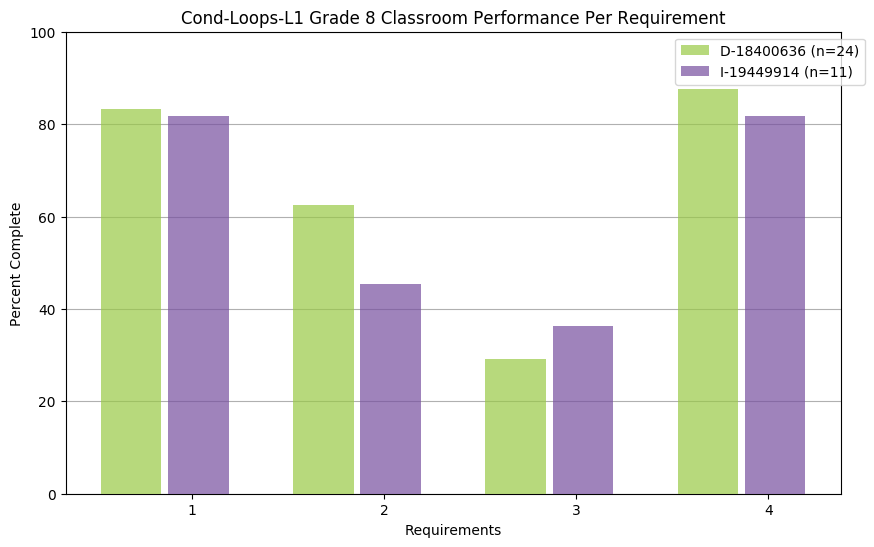 Cond-Loops-L1 Grade 8 Classroom Performance Per Requirement
100
80
60
40
20
0
Percent Complete
D-18400636 (n=24)
I-19449914 (n=11)
1 2 3 4
Requirements